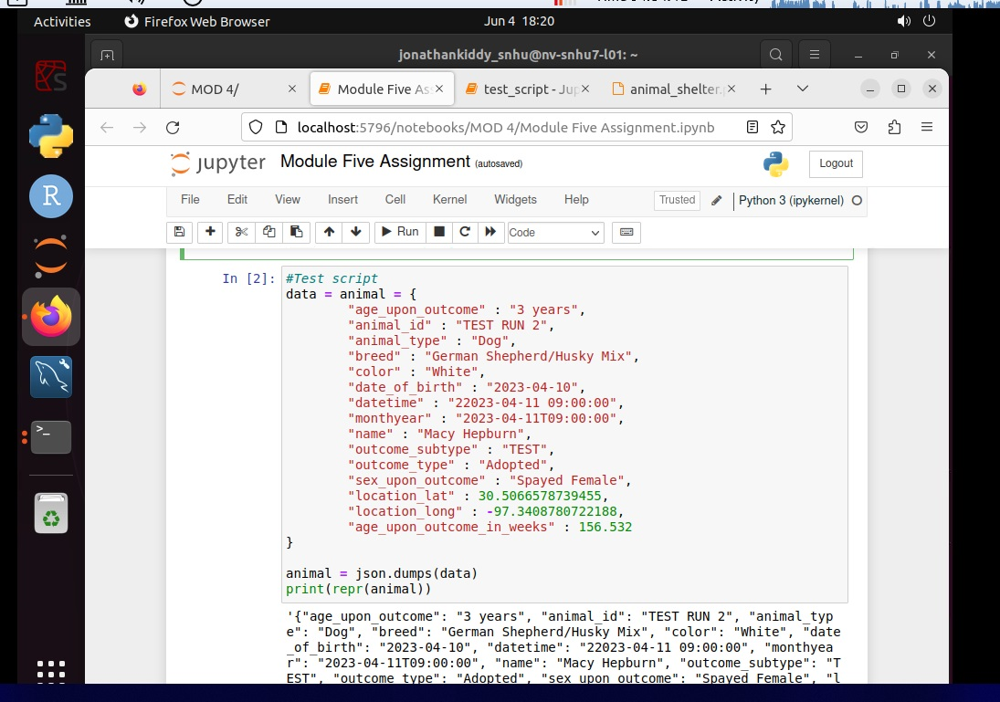 Activities Firefox Web Browser Jun 4 18:20
jonathankiddy_snhu@nv-snhu7-l01: ~
MOD 4/ Module Five As test_script - Jup animal_shelter.
localhost:5796/notebooks/MOD 4/Module Five Assignment.ipynb
jupyter Module Five Assignment (autosaved) Logout
File Edit View Insert Cell Kernel Widgets Help Trusted Python 3 (ipykernel)
Run Code
In [2]: #Test script
data = animal = {
"age_upon_outcome" : "3 years",
"animal_id" : "TEST RUN 2",
"animal_type" : "Dog",
"breed" : "German Shepherd/Husky Mix",
"color" : "White",
"date_of_birth" : "2023-04-10",
"datetime" : "22023-04-11 09:00:00",
"monthyear" : "2023-04-11T09:00:00",
"name" : "Macy Hepburn",
"outcome_subtype" : "TEST",
"outcome_type" : "Adopted",
"sex_upon_outcome" : "Spayed Female",
"location_lat" : 30.5066578739455,
"location_long" : -97.3408780722188,
"age_upon_outcome_in_weeks" : 156.532
}
animal = json.dumps(data)
print(repr(animal))
'{"age_upon_outcome": "3 years", "animal_id": "TEST RUN 2", "animal_typ
e": "Dog", "breed": "German Shepherd/Husky Mix", "color": "White", "date
_of_birth": "2023-04-10", "datetime": "22023-04-11 09:00:00", "monthyea
r": "2023-04-11T09:00:00", "name": "Macy Hepburn", "outcome_subtype": "T
EST", "outcome_type": "Adopted", "sex_upon_outcome": "Spayed Female", "l